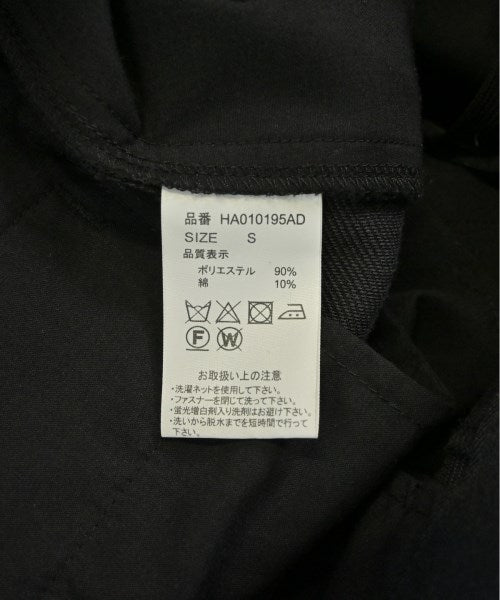 品番 HA010195AD
SIZE S
品質表示
ポリエステル 90%
綿 10%
F W
お取扱い上の注意
・洗濯ネットを使用して下さい。
・ファスナーを閉じて洗って下さい。
・蛍光増白剤入り洗剤はお避け下さい。
・洗いから脱水までを短時間で行って
下さい。